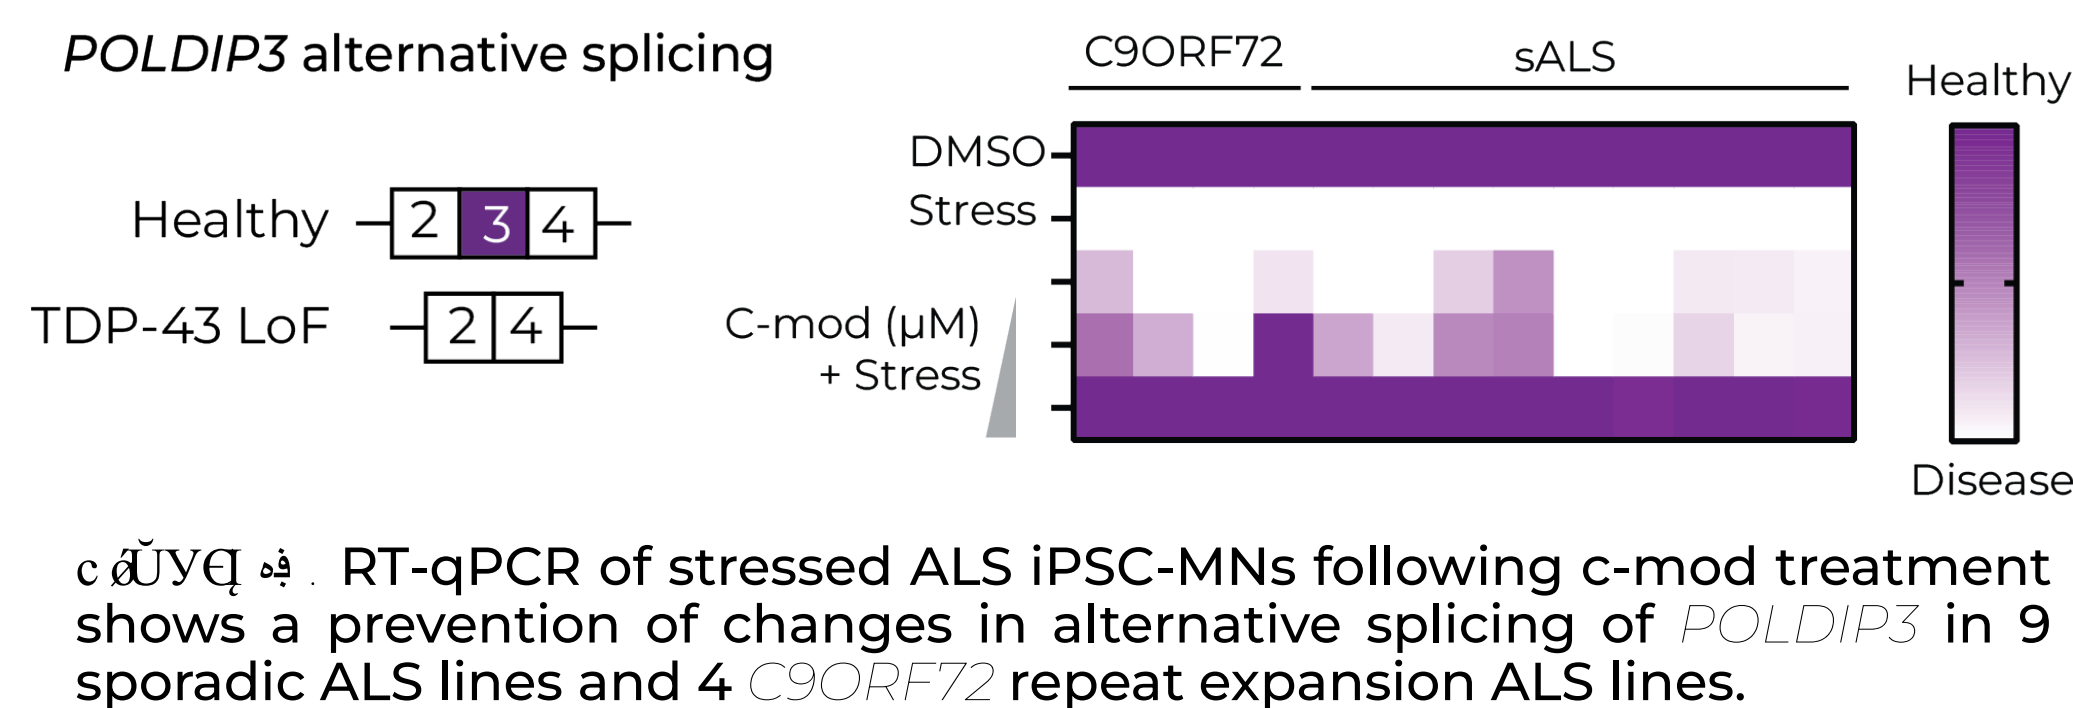 POLDIP3 alternative splicing
Healthy
2 3 4
TDP-43 LoF
2 4
C9ORF72
sALS
DMSO
Stress
C-mod (μM)
+ Stress
Healthy
Disease
RT-qPCR of stressed ALS iPSC-MNs following c-mod treatment
shows a prevention of changes in alternative splicing of POLDIP3 in 9
sporadic ALS lines and 4 C9ORF72 repeat expansion ALS lines.